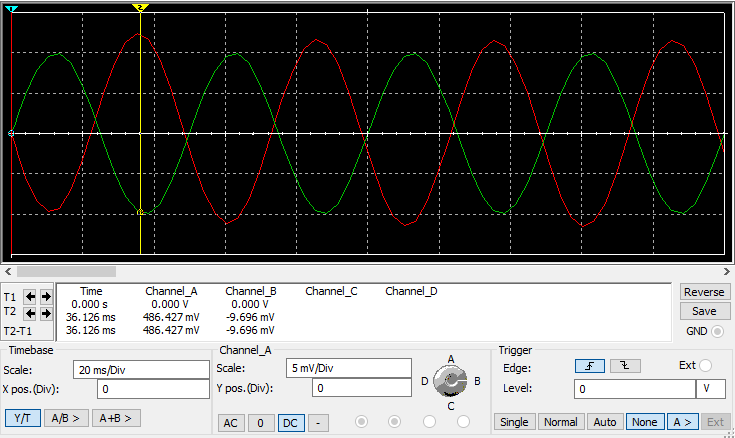 1 2
T1 Time Channel_A Channel_B Channel_C Channel_D Reverse
0.000 s 0.000 V 0.000 V
T2 36.126 ms 486.427 mV -9.696 mV Save
T2-T1 36.126 ms 486.427 mV -9.696 mV GND
Timebase Channel_A Trigger
Scale: 20 ms/Div Scale: 5 mV/Div A Edge: Ext
X pos.(Div): 0 Y pos.(Div): 0 D B Level: 0 V
C
Y/T A/B > A+B > AC 0 DC - Single Normal Auto None A > Ext